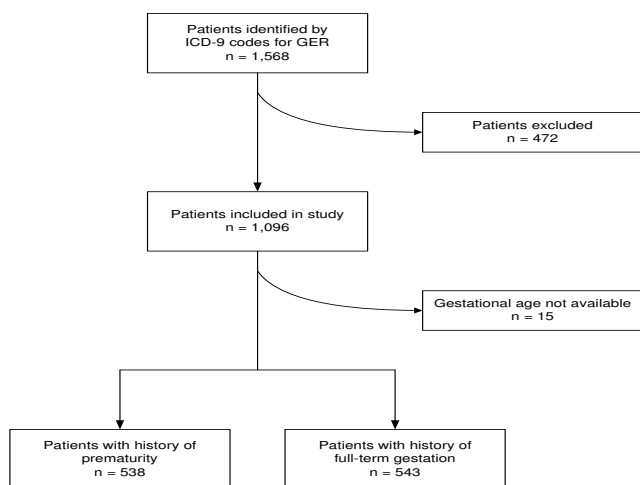 Patients identified by
ICD-9 codes for GER
n = 1,568
Patients excluded
n = 472
Patients included in study
n = 1,096
Gestational age not available
n = 15
Patients with history of
prematurity
n = 538
Patients with history of
full-term gestation
n = 543